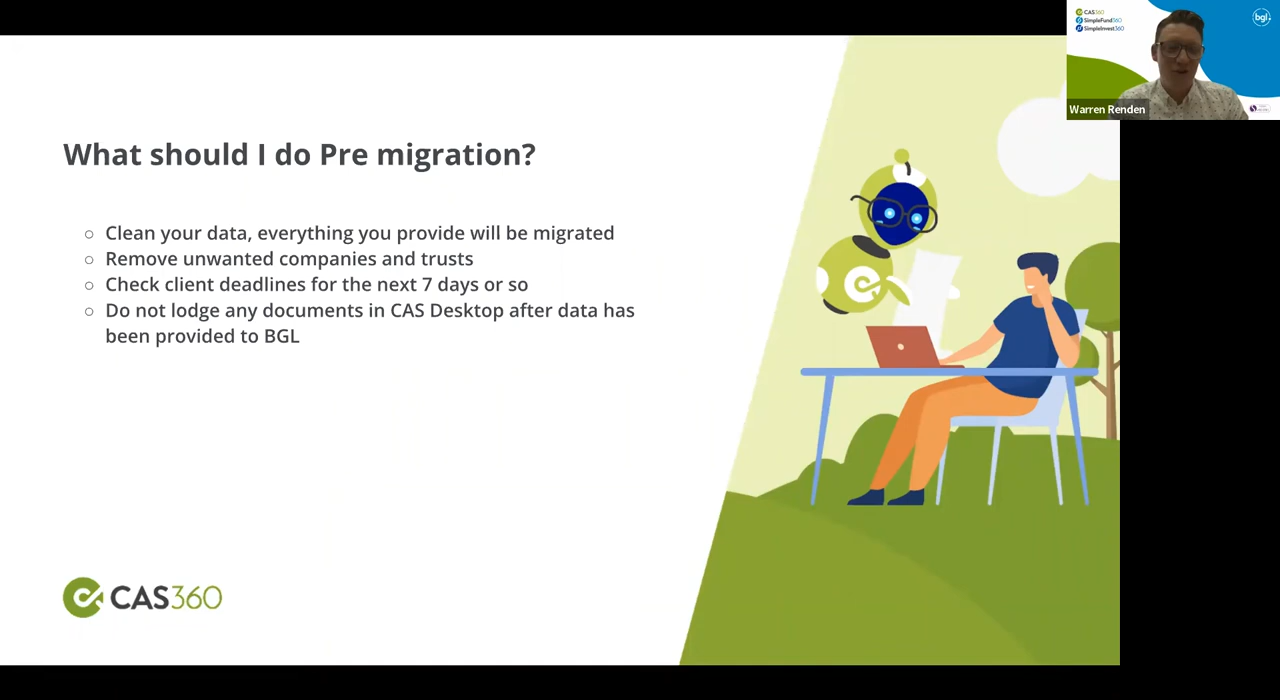 What should I do Pre migration?
Clean your data, everything you provide will be migrated
Remove unwanted companies and trusts
Check client deadlines for the next 7 days or so
Do not lodge any documents in CAS Desktop after data has
been provided to BGL
CAS360
CAS360
SimpleFund360
SimpleInvest360
bgl
Warren Renden